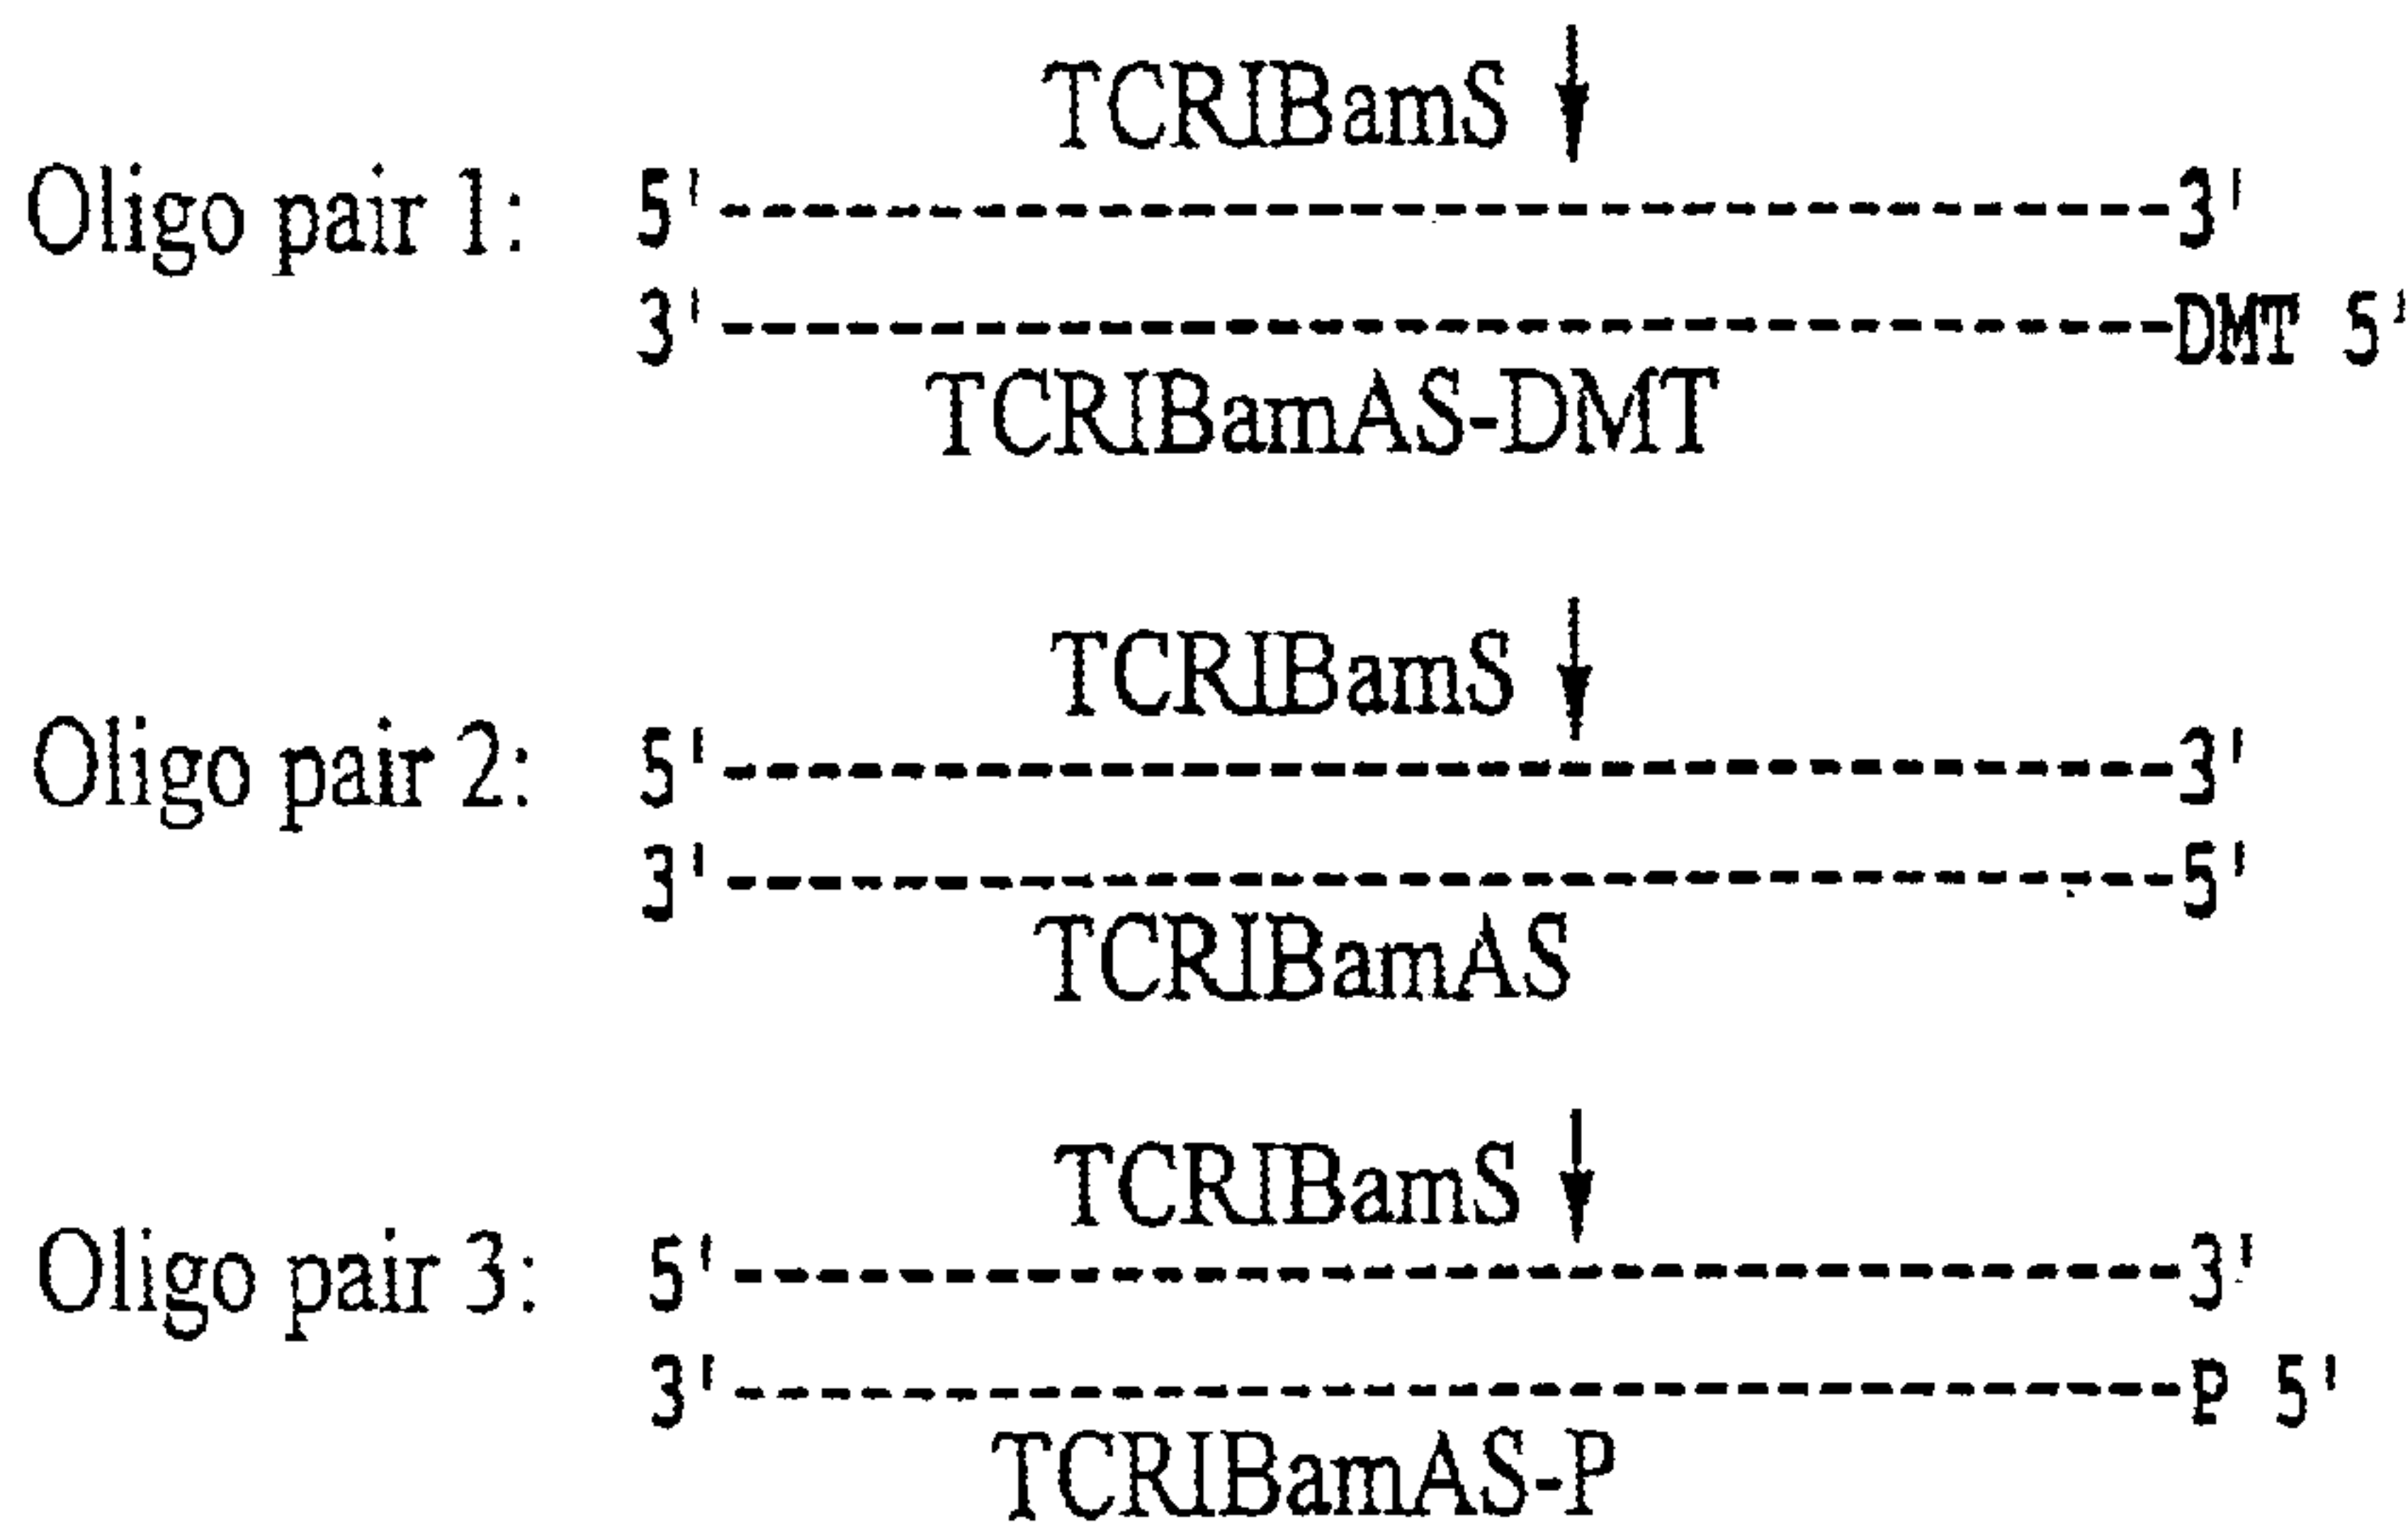 TCRIBamS
Oligo pair 1: 5' 3'
3' DMT 5'
TCRIBamAS-DMT
TCRIBamS
Oligo pair 2: 5' 3'
3' 5'
TCRIBamAS
TCRIBamS
Oligo pair 3: 5' 3'
3' P 5'
TCRIBamAS-P